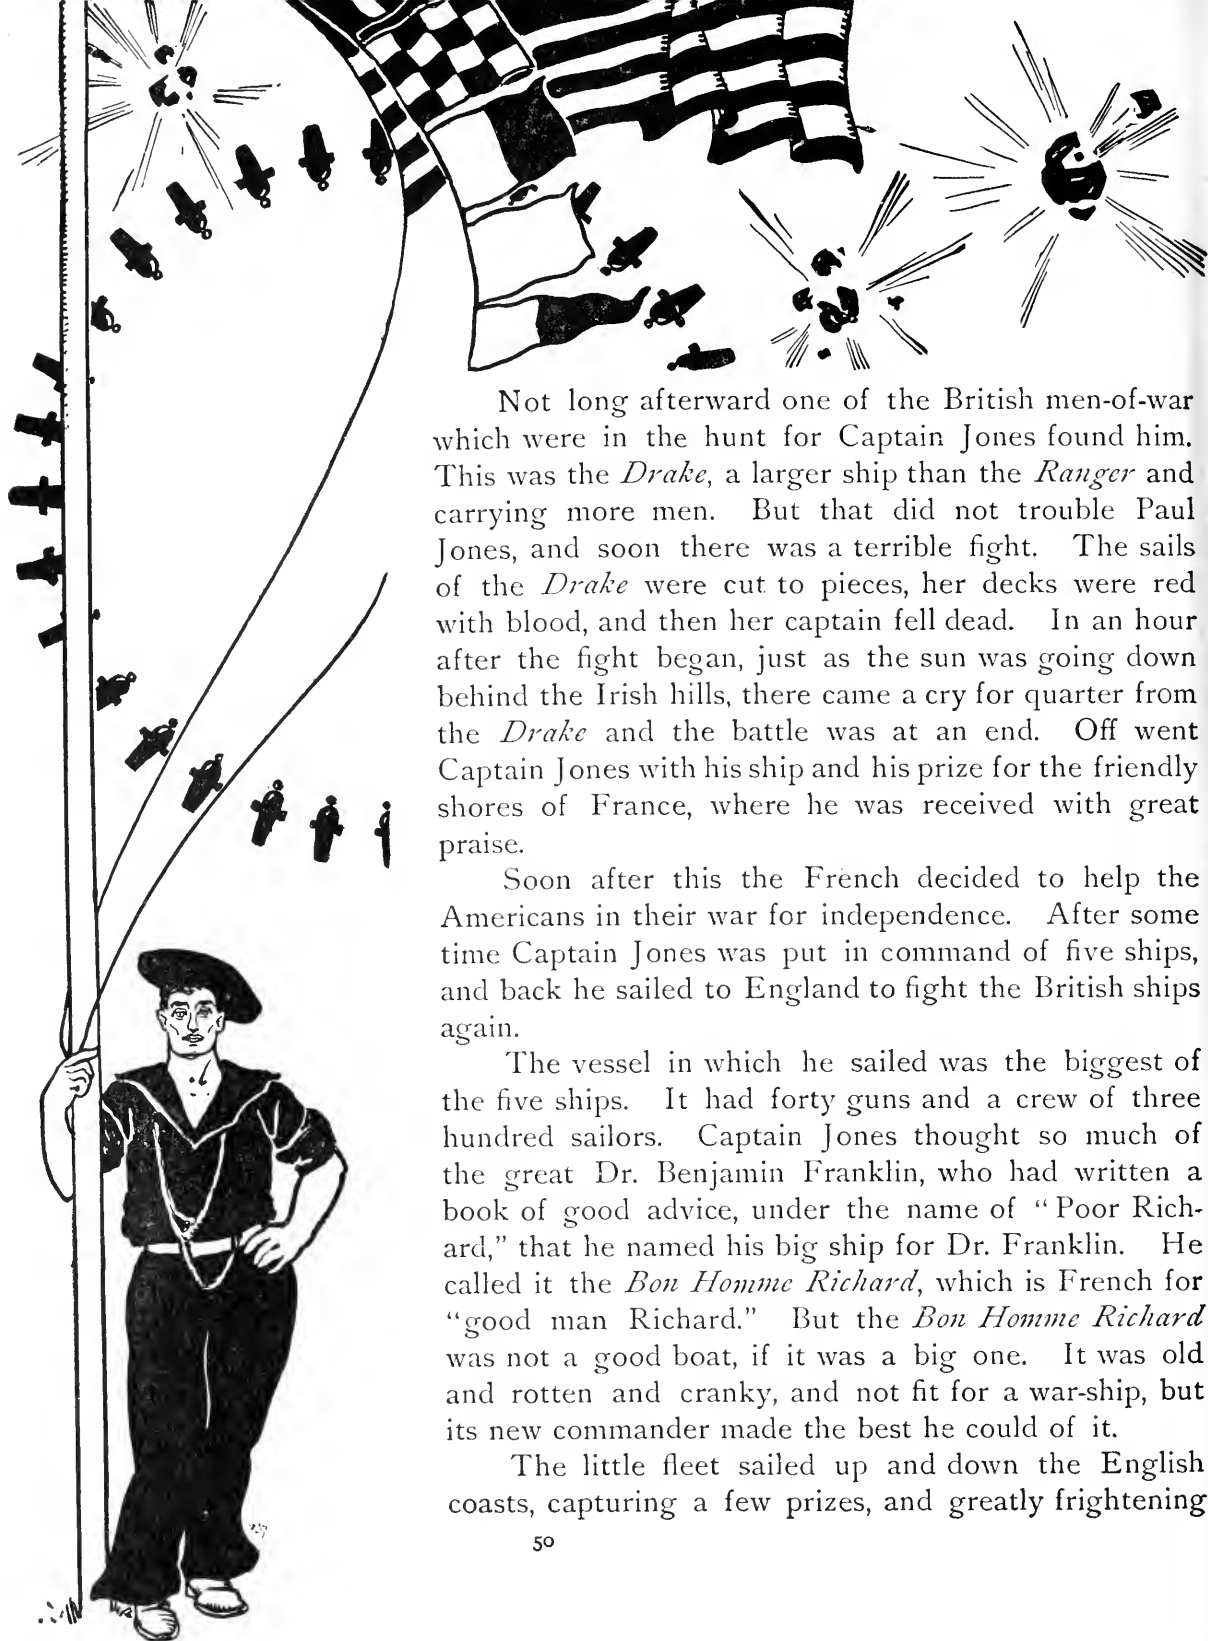 Not long afterward one of the British men-of-war
which were in the hunt for Captain Jones found him.
This was the Drake, a larger ship than the Ranger and
carrying more men. But that did not trouble Paul
Jones, and soon there was a terrible fight. The sails
of the Drake were cut to pieces, her decks were red
with blood, and then her captain fell dead. In an hour
after the fight began, just as the sun was going down
behind the Irish hills, there came a cry for quarter from
the Drake and the battle was at an end. Off went
Captain Jones with his ship and his prize for the friendly
shores of France, where he was received with great
praise.
Soon after this the French decided to help the
Americans in their war for independence. After some
time Captain Jones was put in command of five ships,
and back he sailed to England to fight the British ships
again.
The vessel in which he sailed was the biggest of
the five ships. It had forty guns and a crew of three
hundred sailors. Captain Jones thought so much of
the great Dr. Benjamin Franklin, who had written a
book of good advice, under the name of "Poor Rich-
ard," that he named his big ship for Dr. Franklin. He
called it the Bon Homme Richard, which is French for
"good man Richard." But the Bon Homme Richard
was not a good boat, if it was a big one. It was old
and rotten and cranky, and not fit for a war-ship, but
its new commander made the best he could of it.
The little fleet sailed up and down the English
coasts, capturing a few prizes, and greatly frightening
50